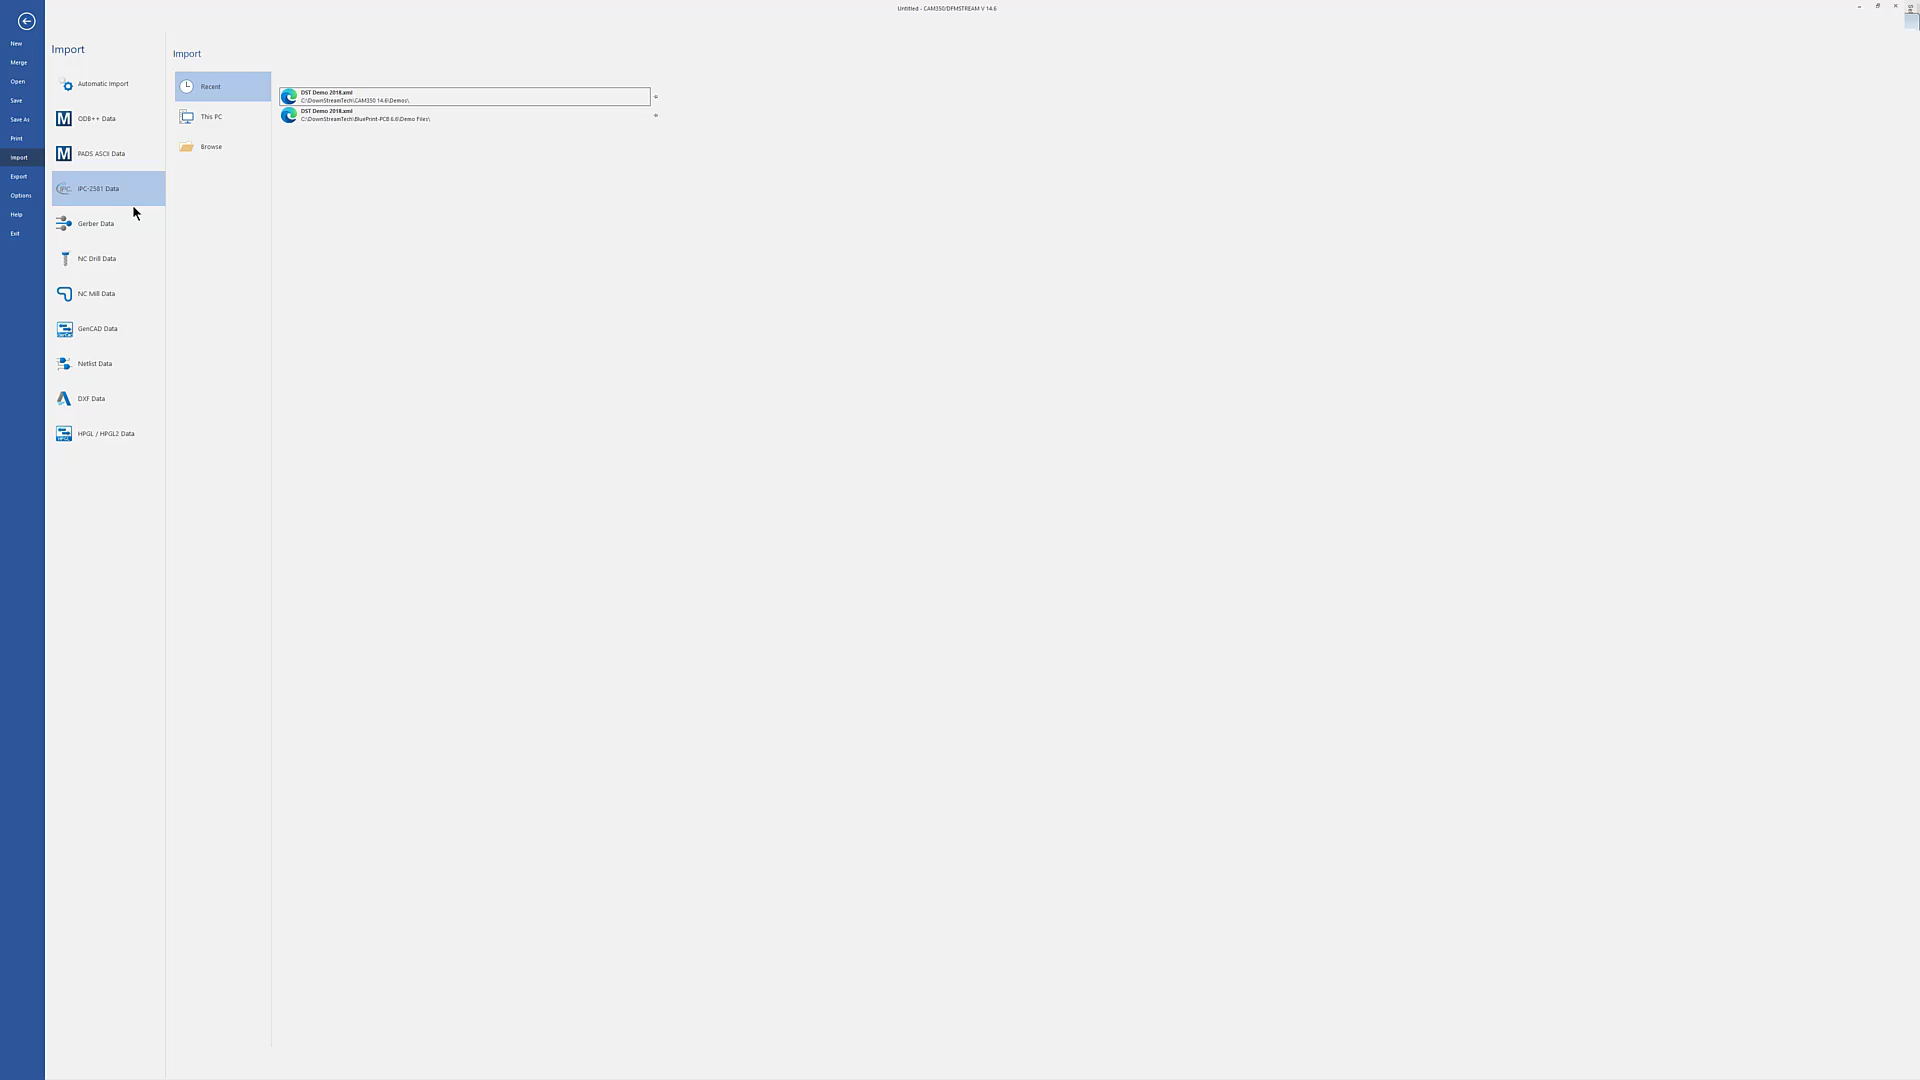 Untitled - CAM350/DFMSTREAM V 14.6
New
Merge
Open
Save
Save As
Print
Import
Export
Options
Help
Exit
Import
Automatic Import
ODB++ Data
PADS ASCII Data
IPC-2581 Data
Gerber Data
NC Drill Data
NC Mill Data
GenCAD Data
Netlist Data
DXF Data
HPGL / HPGL2 Data
Import
Recent
This PC
Browse
DST Demo 2018.xml
C:\DownStreamTech\CAM350 14.6\Demos\
DST Demo 2018.xml
C:\DownStreamTech\BluePrint-PCB 6.6\Demo Files\